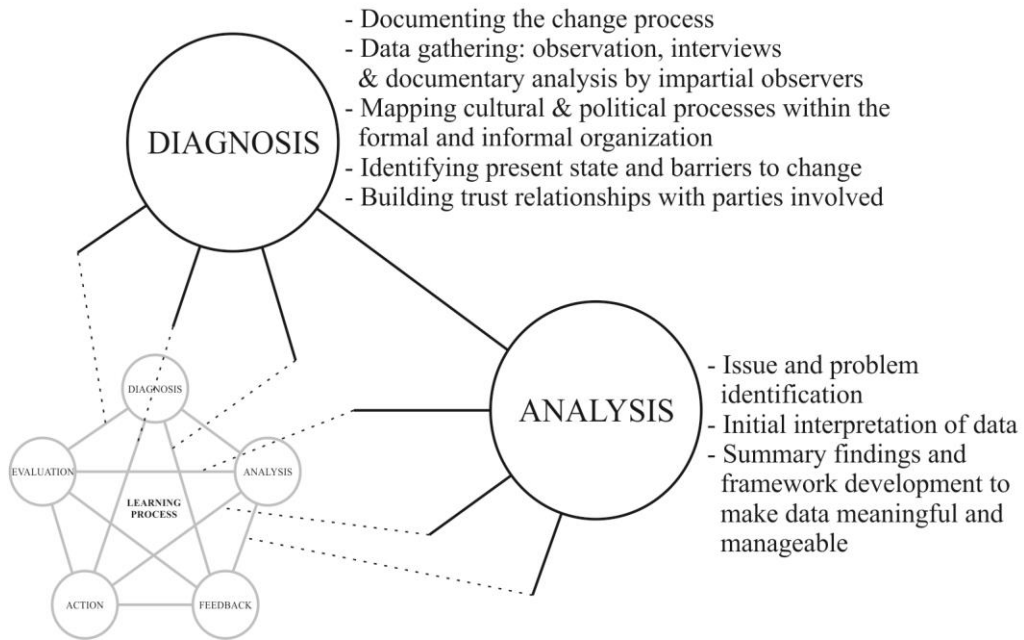 - Documenting the change process
- Data gathering: observation, interviews
& documentary analysis by impartial observers
- Mapping cultural & political processes within the
formal and informal organization
- Identifying present state and barriers to change
- Building trust relationships with parties involved
DIAGNOSIS
ANALYSIS
- Issue and problem
identification
- Initial interpretation of data
- Summary findings and
framework development to
make data meaningful and
manageable
DIAGNOSIS
EVALUATION
ANALYSIS
LEARNING
PROCESS
ACTION
FEEDBACK